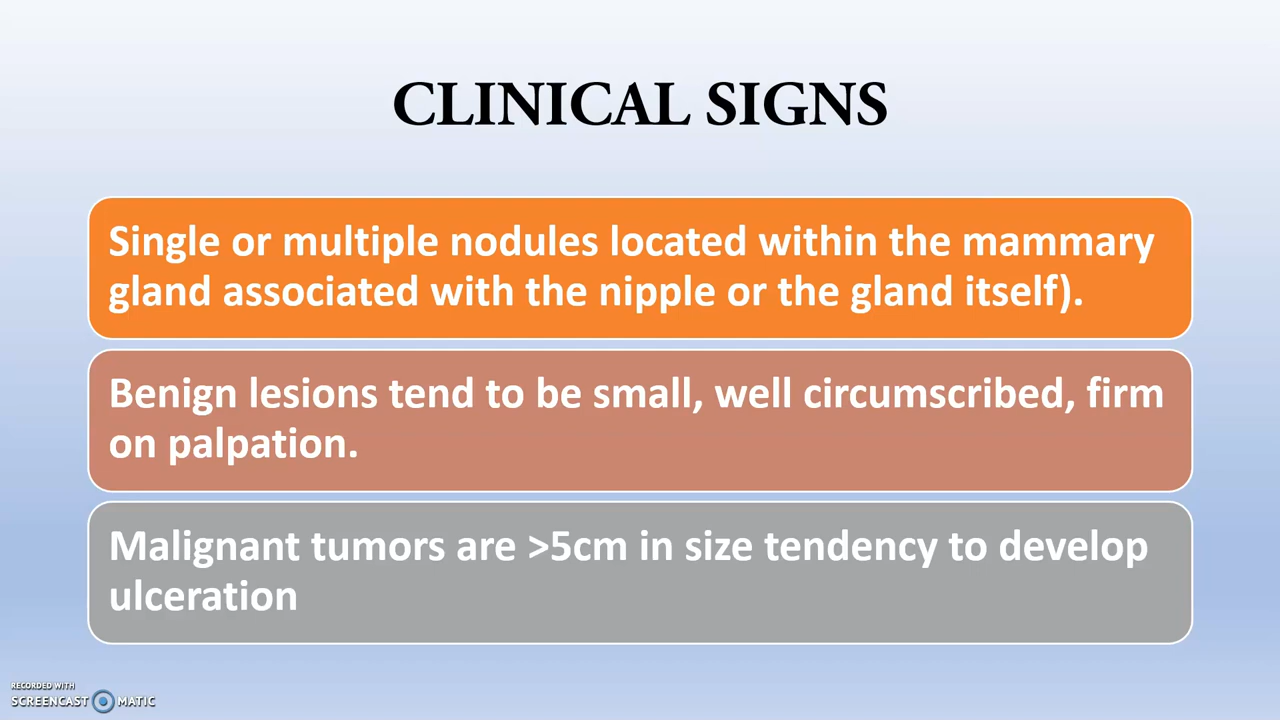 CLINICAL SIGNS
Single or multiple nodules located within the mammary
gland associated with the nipple or the gland itself).
Benign lesions tend to be small, well circumscribed, firm
on palpation.
Malignant tumors are >5cm in size tendency to develop
ulceration
RECORDED WITH
SCREENCAST MATIC